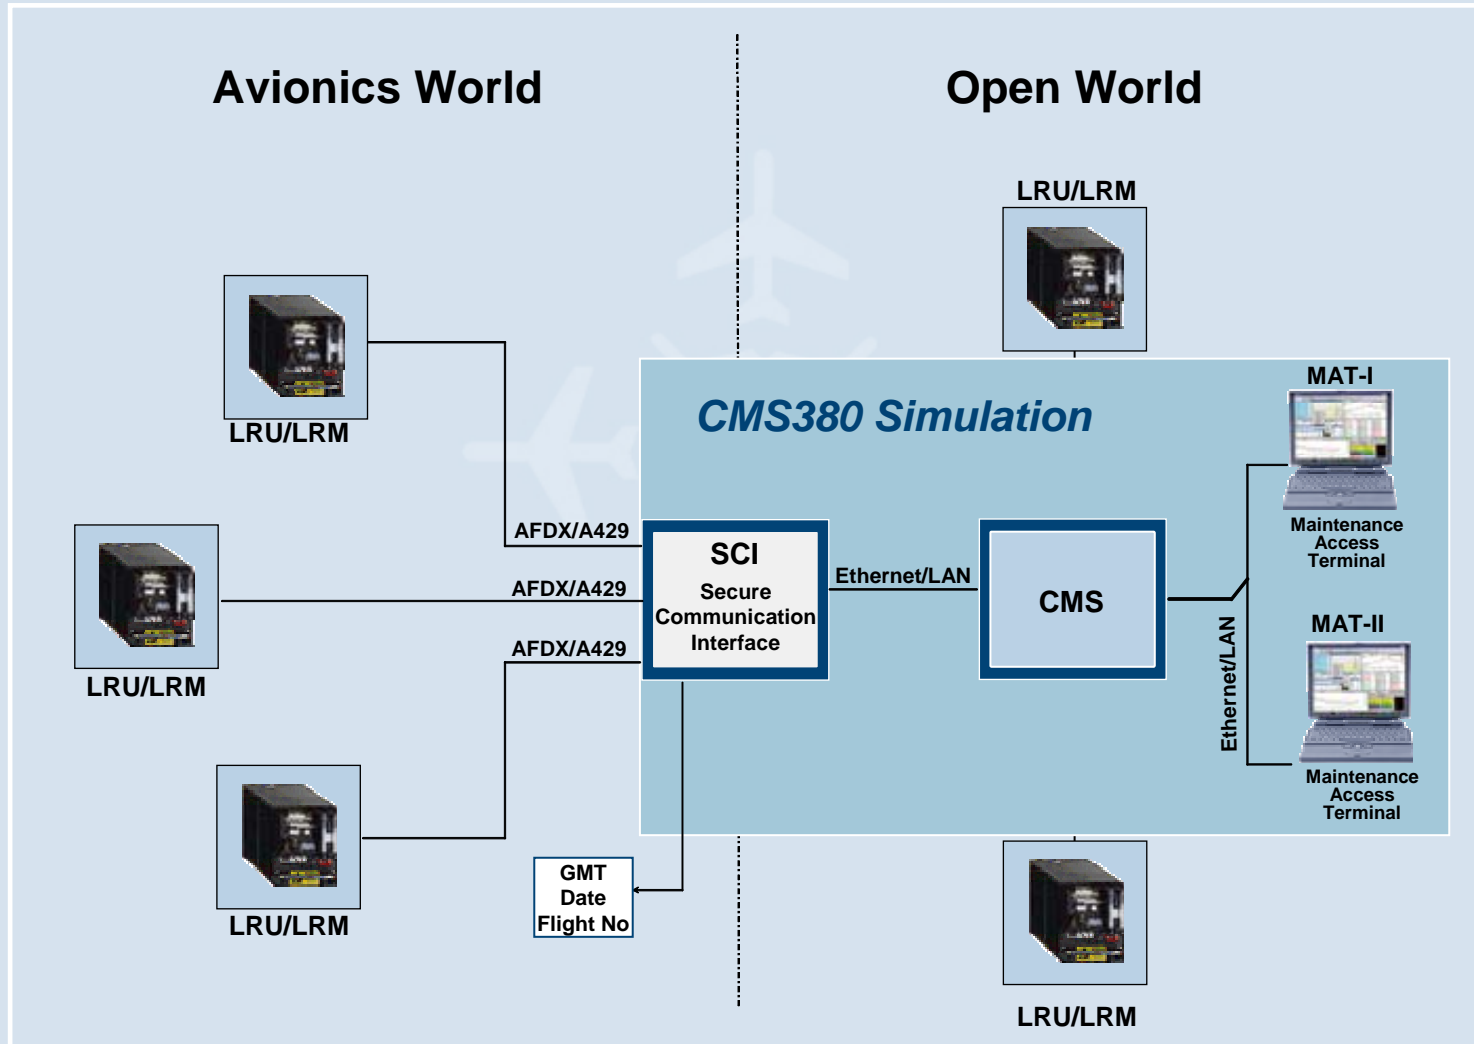 Avionics World
Open World
LRU/LRM
LRU/LRM
MAT-I
CMS380 Simulation
Maintenance
Access
Terminal
AFDX/A429
SCI
Secure
Communication
Interface
Ethernet/LAN
CMS
AFDX/A429
AFDX/A429
LRU/LRM
MAT-II
Ethernet/LAN
Maintenance
Access
Terminal
LRU/LRM
GMT
Date
Flight No
LRU/LRM